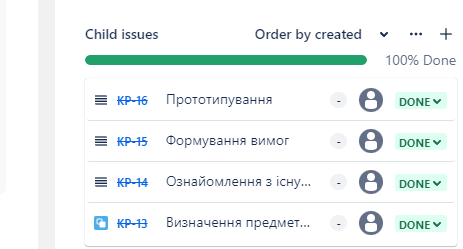 Child issues Order by created
100% Done
KP-16 Прототипування - DONE
KP-15 Формування вимог - DONE
KP-14 Ознайомлення з існу... - DONE
KP-13 Визначення предмет... - DONE